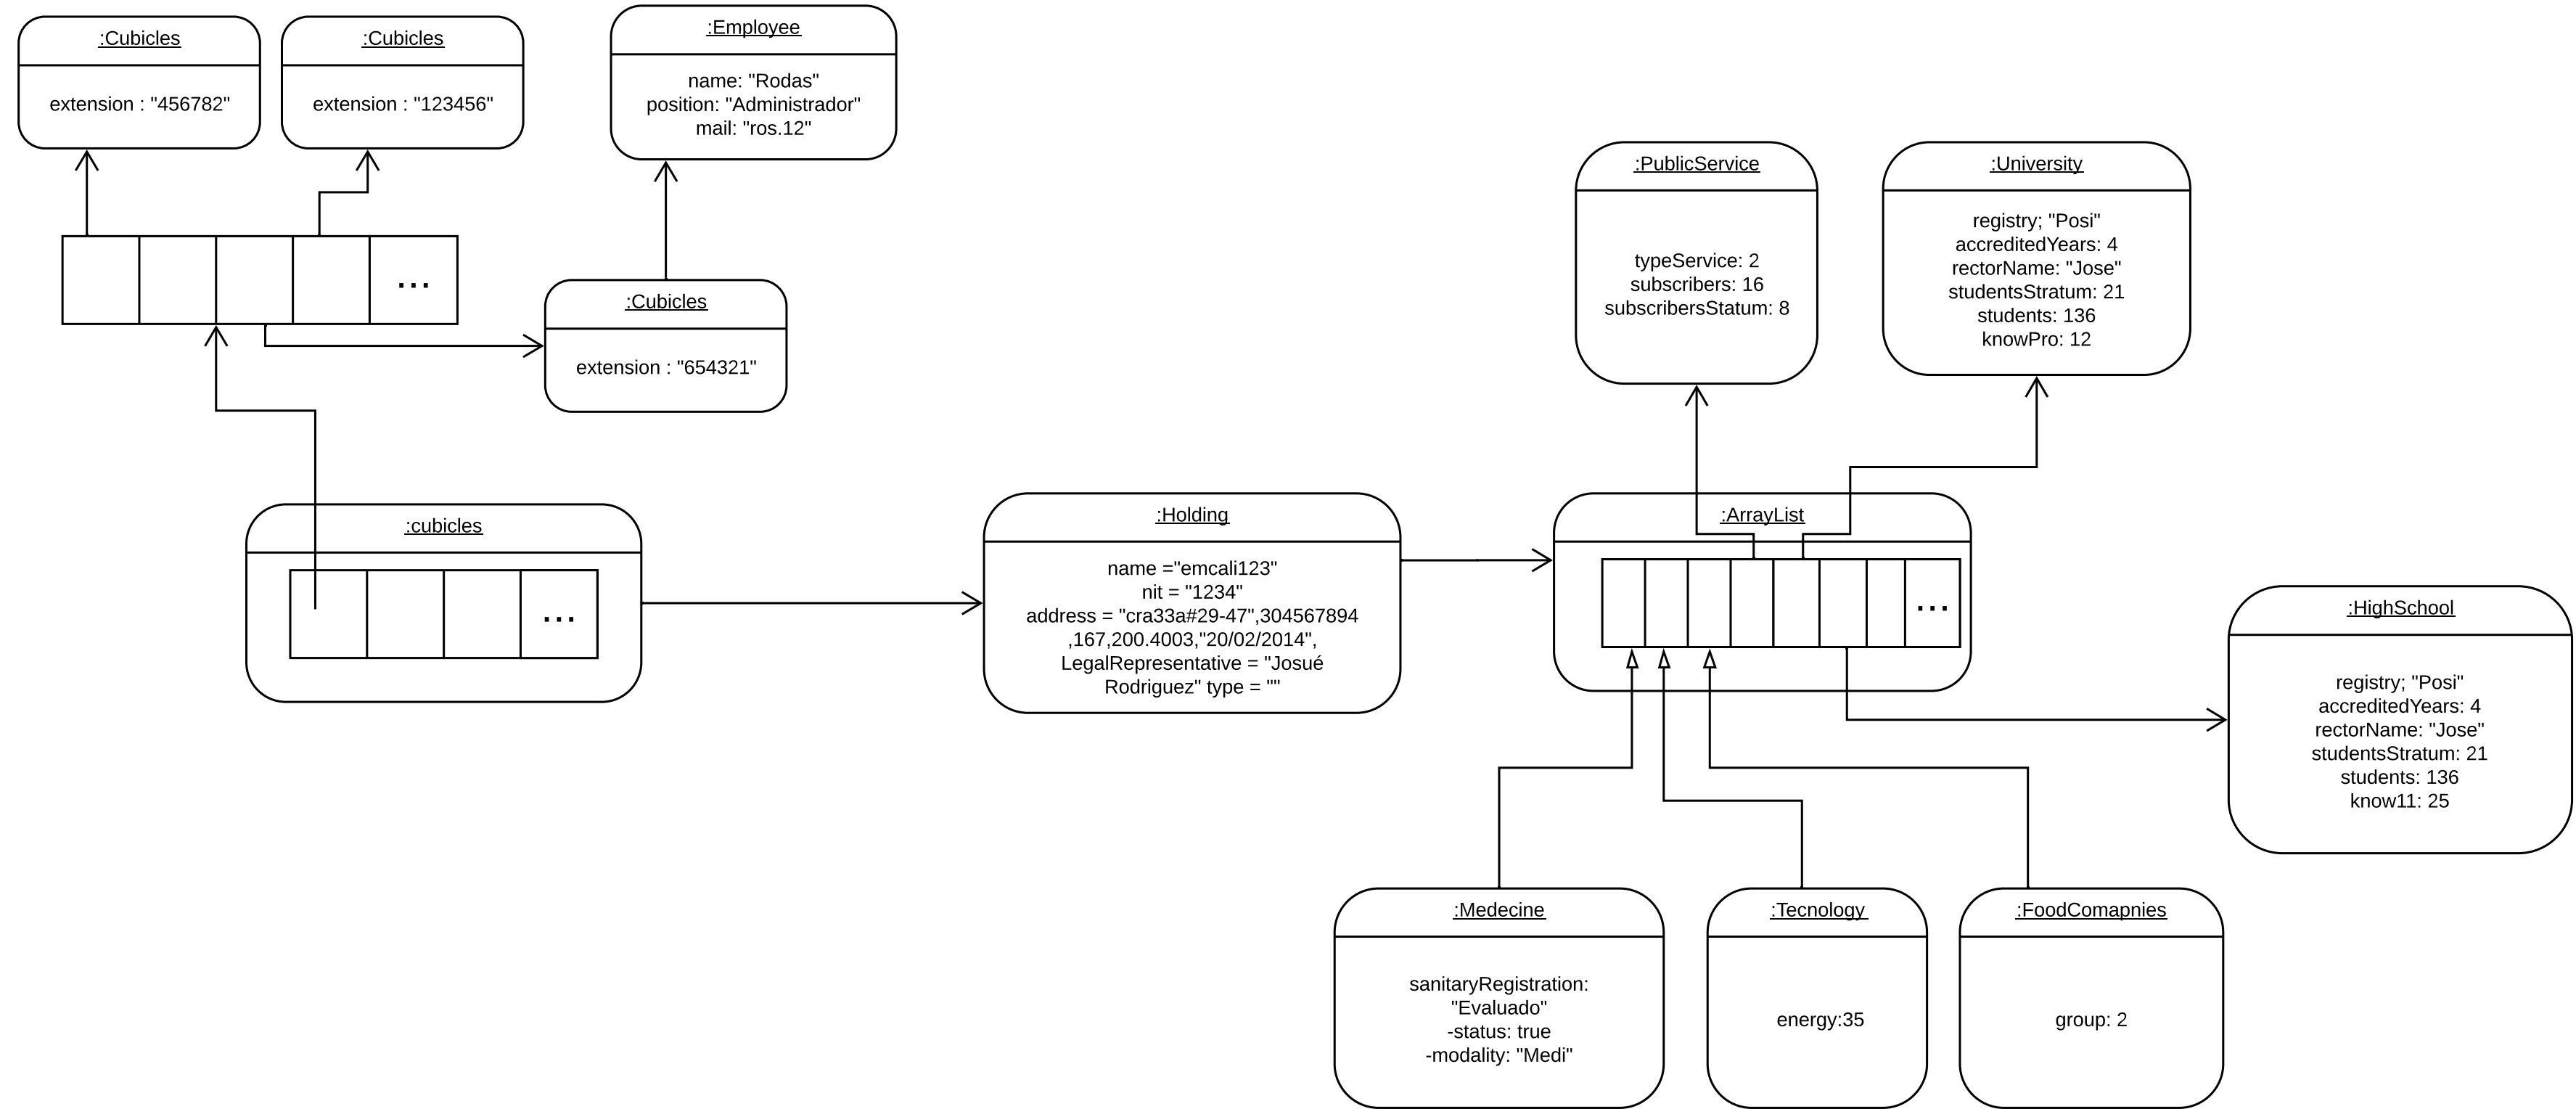 :Cubicles
extension : "456782"
:Cubicles
extension : "123456"
:Employee
name: "Rodas"
position: "Administrador"
mail: "ros.12"
:PublicService
typeService: 2
subscribers: 16
subscribersStatum: 8
:University
registry; "Posi"
accreditedYears: 4
rectorName: "Jose"
studentsStratum: 21
students: 136
knowPro: 12
...
:Cubicles
extension : "654321"
:cubicles
...
:Holding
name ="emcali123"
nit = "1234"
address = "cra33a#29-47",304567894
,167,200.4003,"20/02/2014",
LegalRepresentative = "Josué
Rodriguez" type = ""
:ArrayList
...
:HighSchool
registry; "Posi"
accreditedYears: 4
rectorName: "Jose"
studentsStratum: 21
students: 136
know11: 25
:Medecine
sanitaryRegistration:
"Evaluado"
-status: true
-modality: "Medi"
:Tecnology
energy:35
:FoodComapnies
group: 2